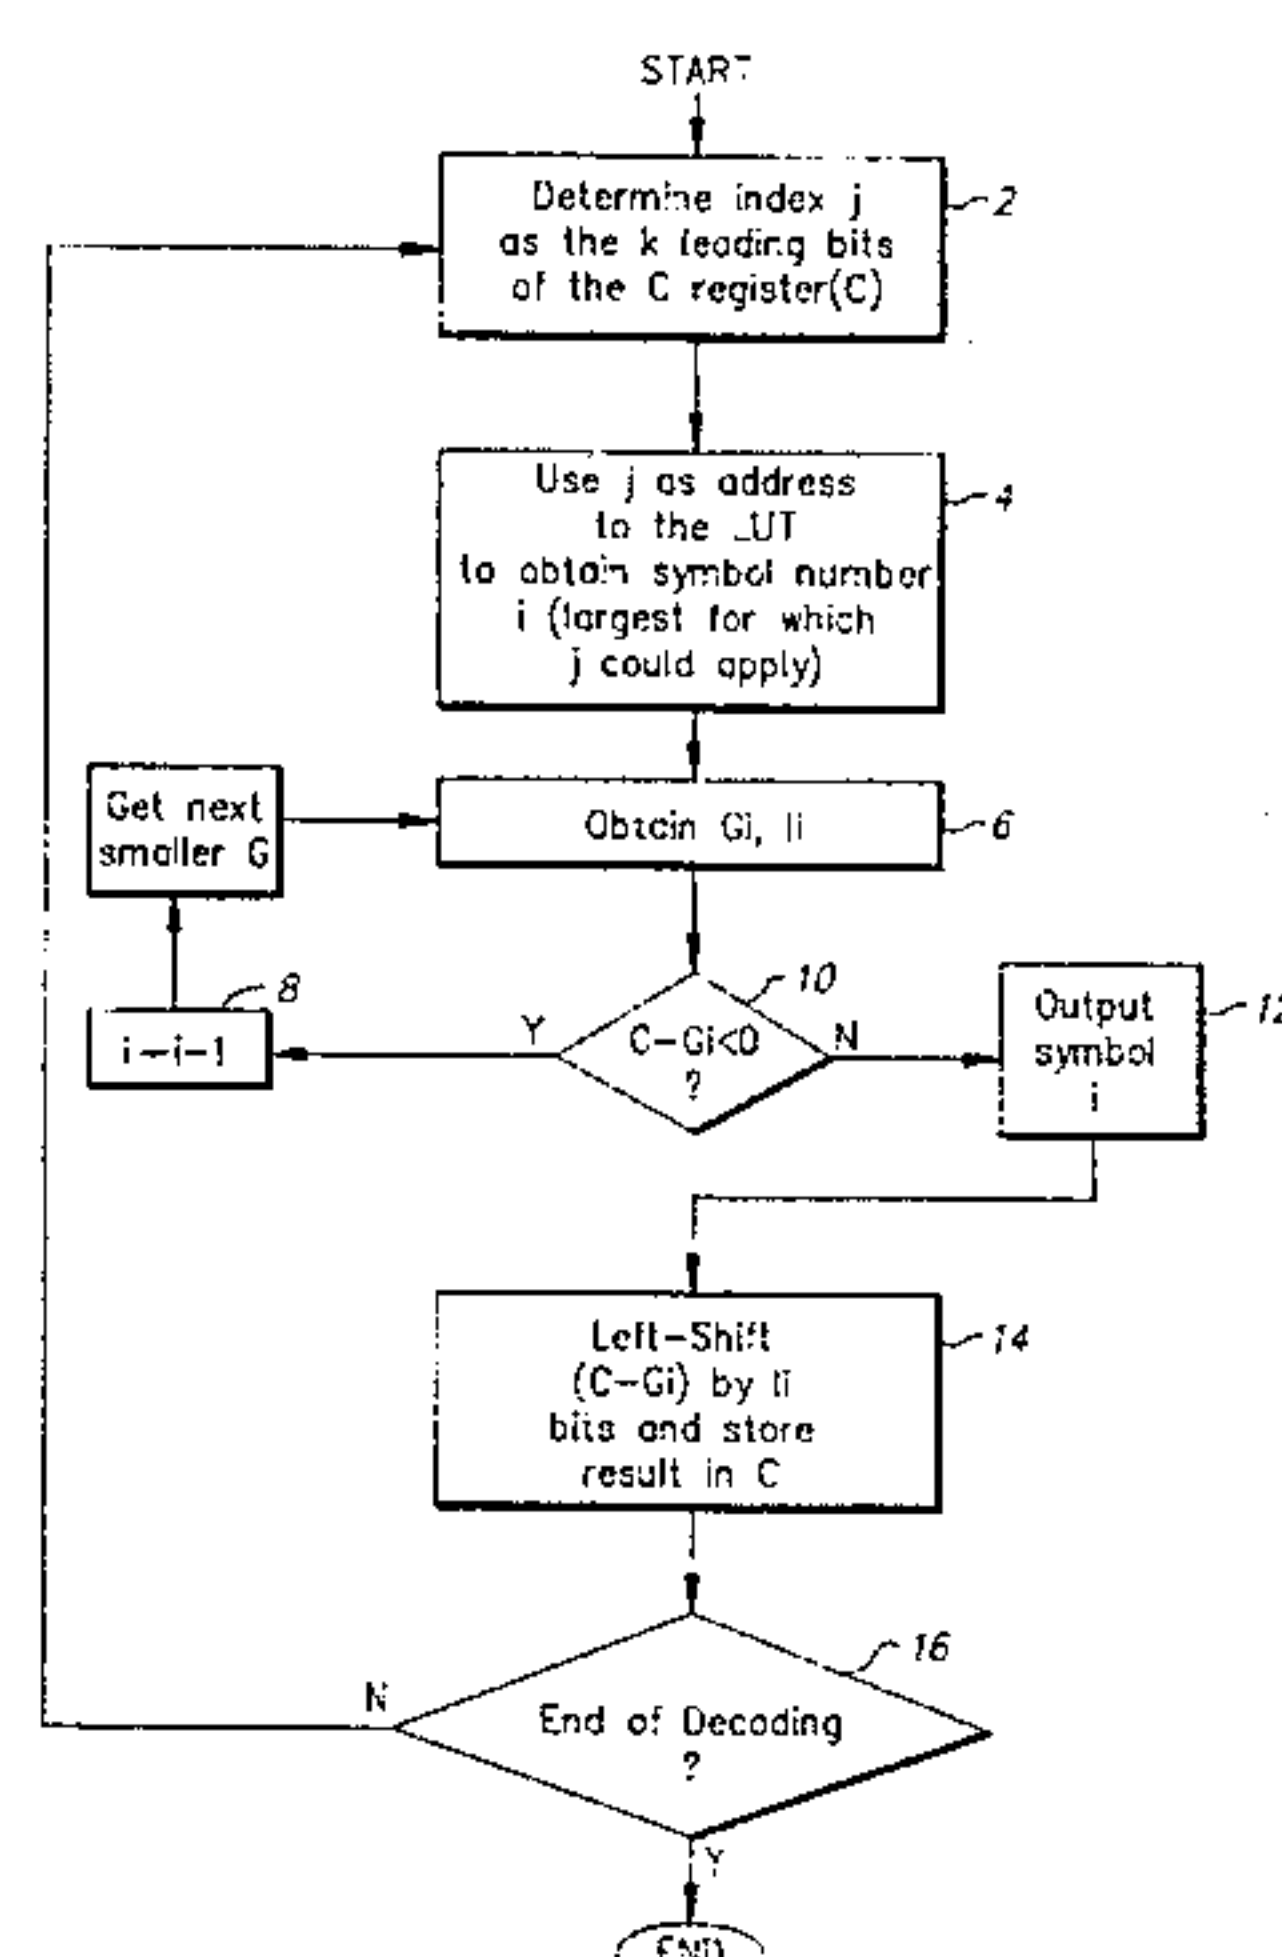 START
Determine index j
as the k leading bits
of the C register(C)
2
Use j as address
to the LUT
to obtain symbol number
i (largest for which
j could apply)
4
Get next
smaller G
Obtain Gi, li
6
8
i←i-1
Y
C-Gi<0
?
10
N
Output
symbol
i
12
Left-Shift
(C-Gi) by li
bits and store
result in C
14
16
N
End of Decoding
?
Y
END